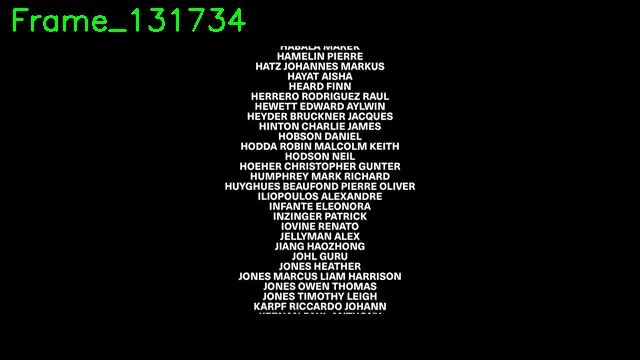 Frame_131734
HABALA MAREK
HAMELIN PIERRE
HATZ JOHANNES MARKUS
HAYAT AISHA
HEARD FINN
HERRERO RODRIGUEZ RAUL
HEWETT EDWARD AYLWIN
HEYDER BRUCKNER JACQUES
HINTON CHARLIE JAMES
HOBSON DANIEL
HODDA ROBIN MALCOLM KEITH
HODSON NEIL
HOEHER CHRISTOPHER GUNTER
HUMPHREY MARK RICHARD
HUYGHUES BEAUFOND PIERRE OLIVER
ILIOPOULOS ALEXANDRE
INFANTE ELEONORA
INZINGER PATRICK
IOVINE RENATO
JELLYMAN ALEX
JIANG HAOZHONG
JOHL GURU
JONES HEATHER
JONES MARCUS LIAM HARRISON
JONES OWEN THOMAS
JONES TIMOTHY LEIGH
KARPF RICCARDO JOHANN